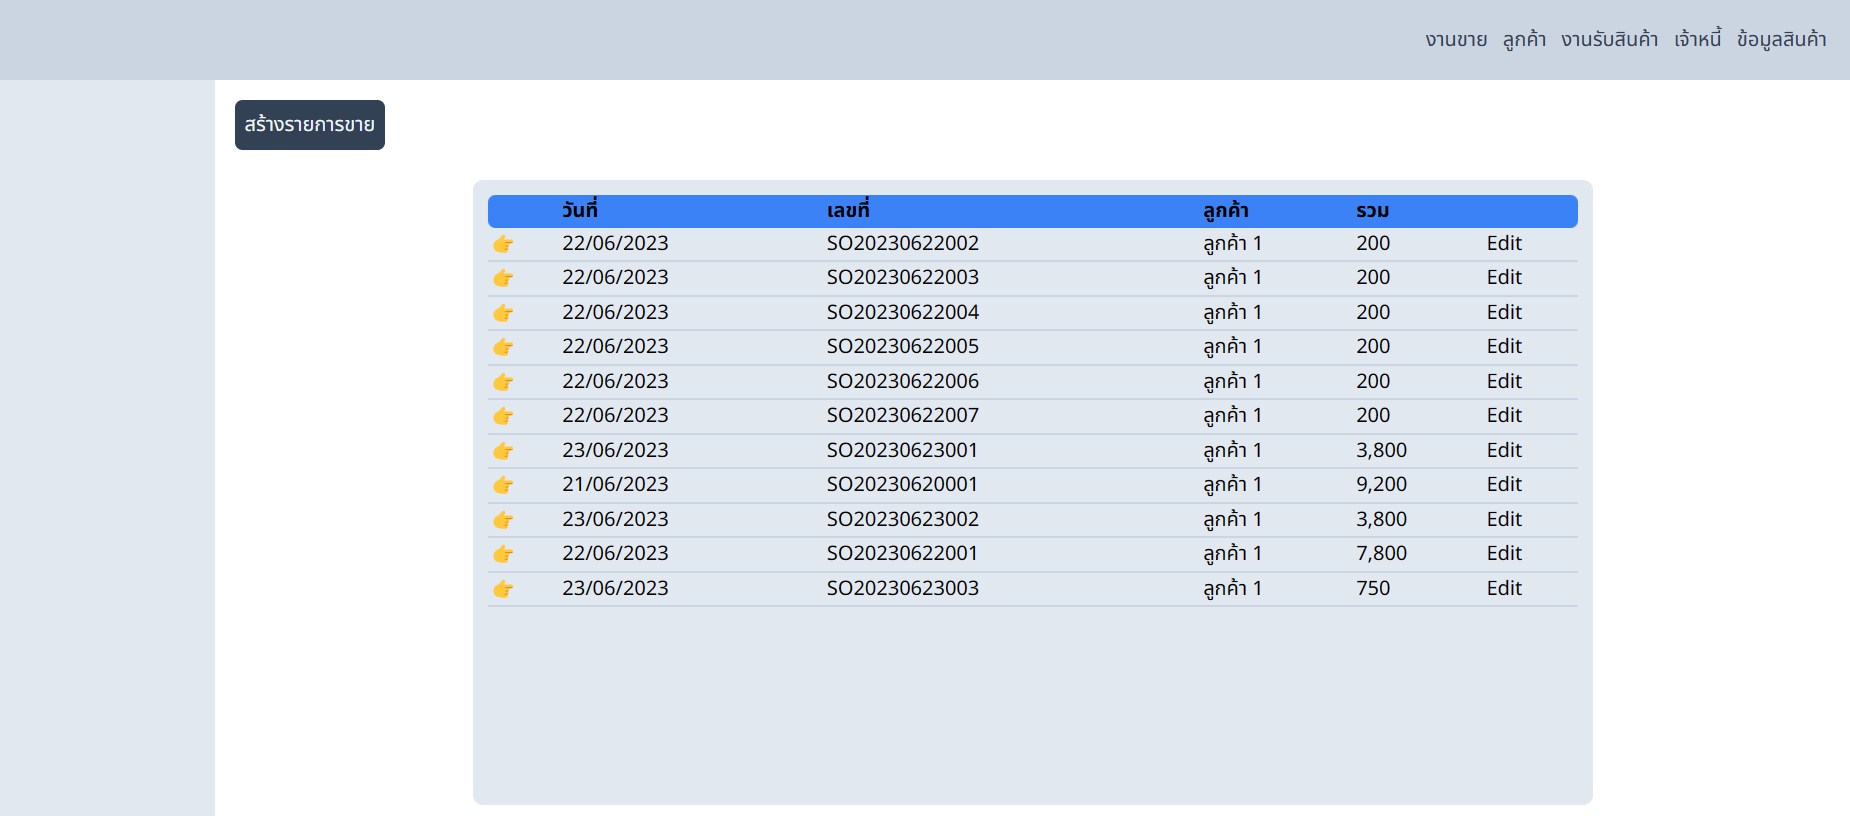 งานขาย ลูกค้า งานรับสินค้า เจ้าหนี้ ข้อมูลสินค้า
สร้างรายการขาย
วันที่ เลขที่ ลูกค้า รวม
👉 22/06/2023 SO20230622002 ลูกค้า 1 200 Edit
👉 22/06/2023 SO20230622003 ลูกค้า 1 200 Edit
👉 22/06/2023 SO20230622004 ลูกค้า 1 200 Edit
👉 22/06/2023 SO20230622005 ลูกค้า 1 200 Edit
👉 22/06/2023 SO20230622006 ลูกค้า 1 200 Edit
👉 22/06/2023 SO20230622007 ลูกค้า 1 200 Edit
👉 23/06/2023 SO20230623001 ลูกค้า 1 3,800 Edit
👉 21/06/2023 SO20230620001 ลูกค้า 1 9,200 Edit
👉 23/06/2023 SO20230623002 ลูกค้า 1 3,800 Edit
👉 22/06/2023 SO20230622001 ลูกค้า 1 7,800 Edit
👉 23/06/2023 SO20230623003 ลูกค้า 1 750 Edit